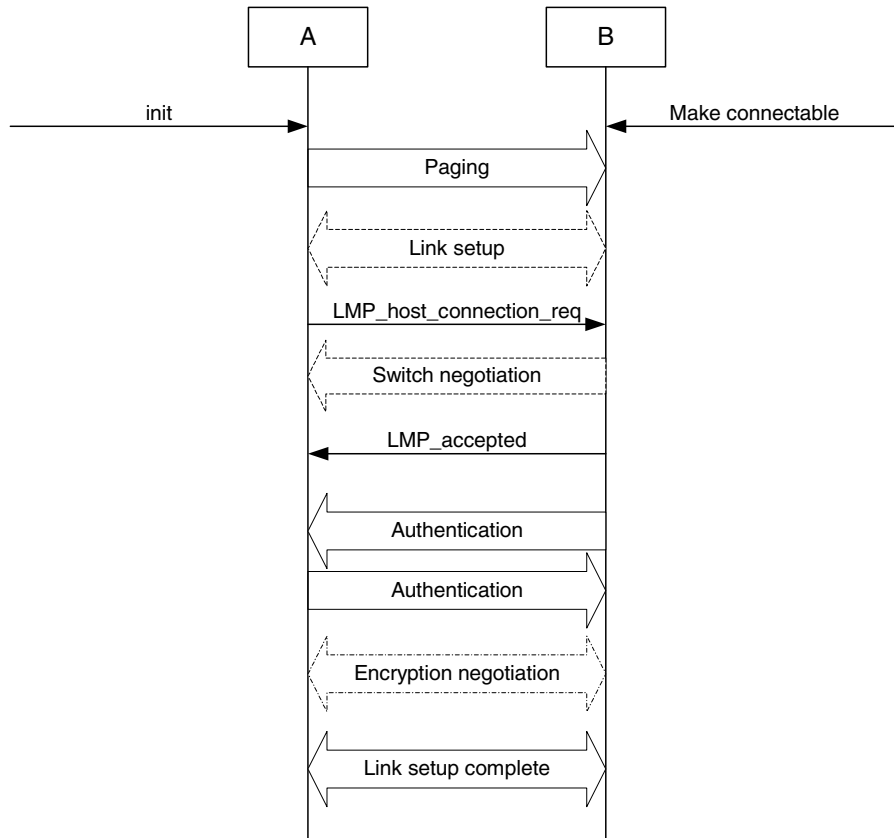 A
B
init
Make connectable
Paging
Link setup
LMP_host_connection_req
Switch negotiation
LMP_accepted
Authentication
Authentication
Encryption negotiation
Link setup complete